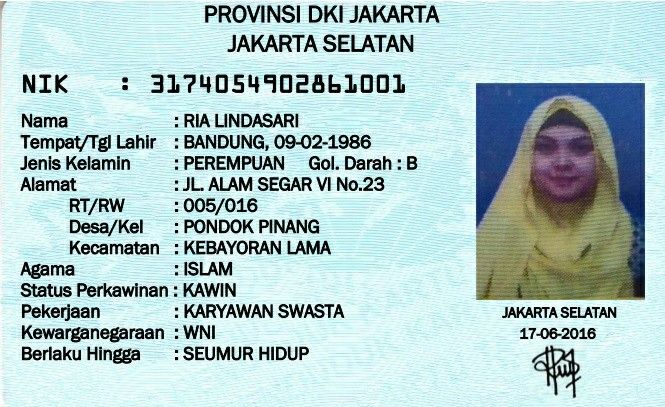 PROVINSI DKI JAKARTA
JAKARTA SELATAN
NIK : 3174054902861001
Nama : RIA LINDASARI
Tempat/Tgl Lahir : BANDUNG, 09-02-1986
Jenis Kelamin : PEREMPUAN Gol. Darah : B
Alamat : JL. ALAM SEGAR VI No.23
RT/RW : 005/016
Desa/Kel : PONDOK PINANG
Kecamatan : KEBAYORAN LAMA
Agama : ISLAM
Status Perkawinan : KAWIN
Pekerjaan : KARYAWAN SWASTA
Kewarganegaraan : WNI
Berlaku Hingga : SEUMUR HIDUP
JAKARTA SELATAN
17-06-2016